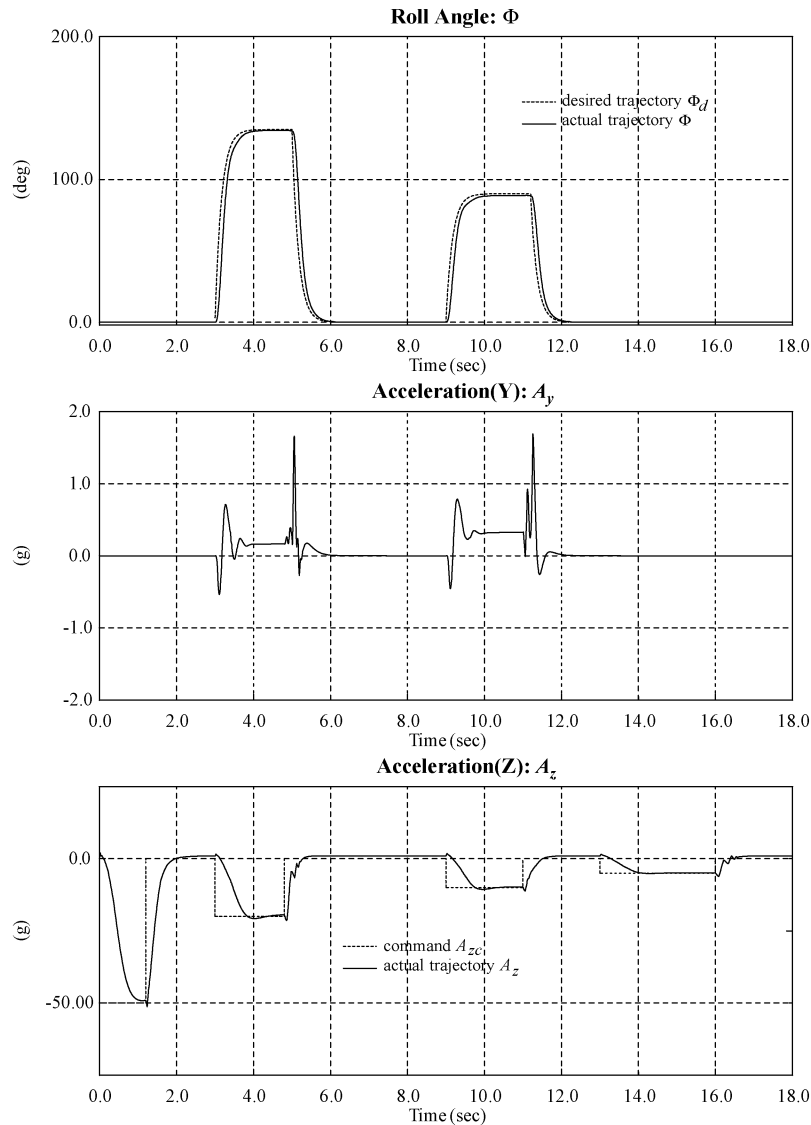 Roll Angle: Φ
200.0
desired trajectory Φd
actual trajectory Φ
(deg)
100.0
0.0
0.0 2.0 4.0 6.0 8.0 10.0 12.0 14.0 16.0 18.0
Time (sec)
Acceleration(Y): Ay
2.0
1.0
(g)
0.0
-1.0
-2.0
0.0 2.0 4.0 6.0 8.0 10.0 12.0 14.0 16.0 18.0
Time (sec)
Acceleration(Z): Az
0.0
(g)
command Azc
actual trajectory Az
-50.00
0.0 2.0 4.0 6.0 8.0 10.0 12.0 14.0 16.0 18.0
Time (sec)